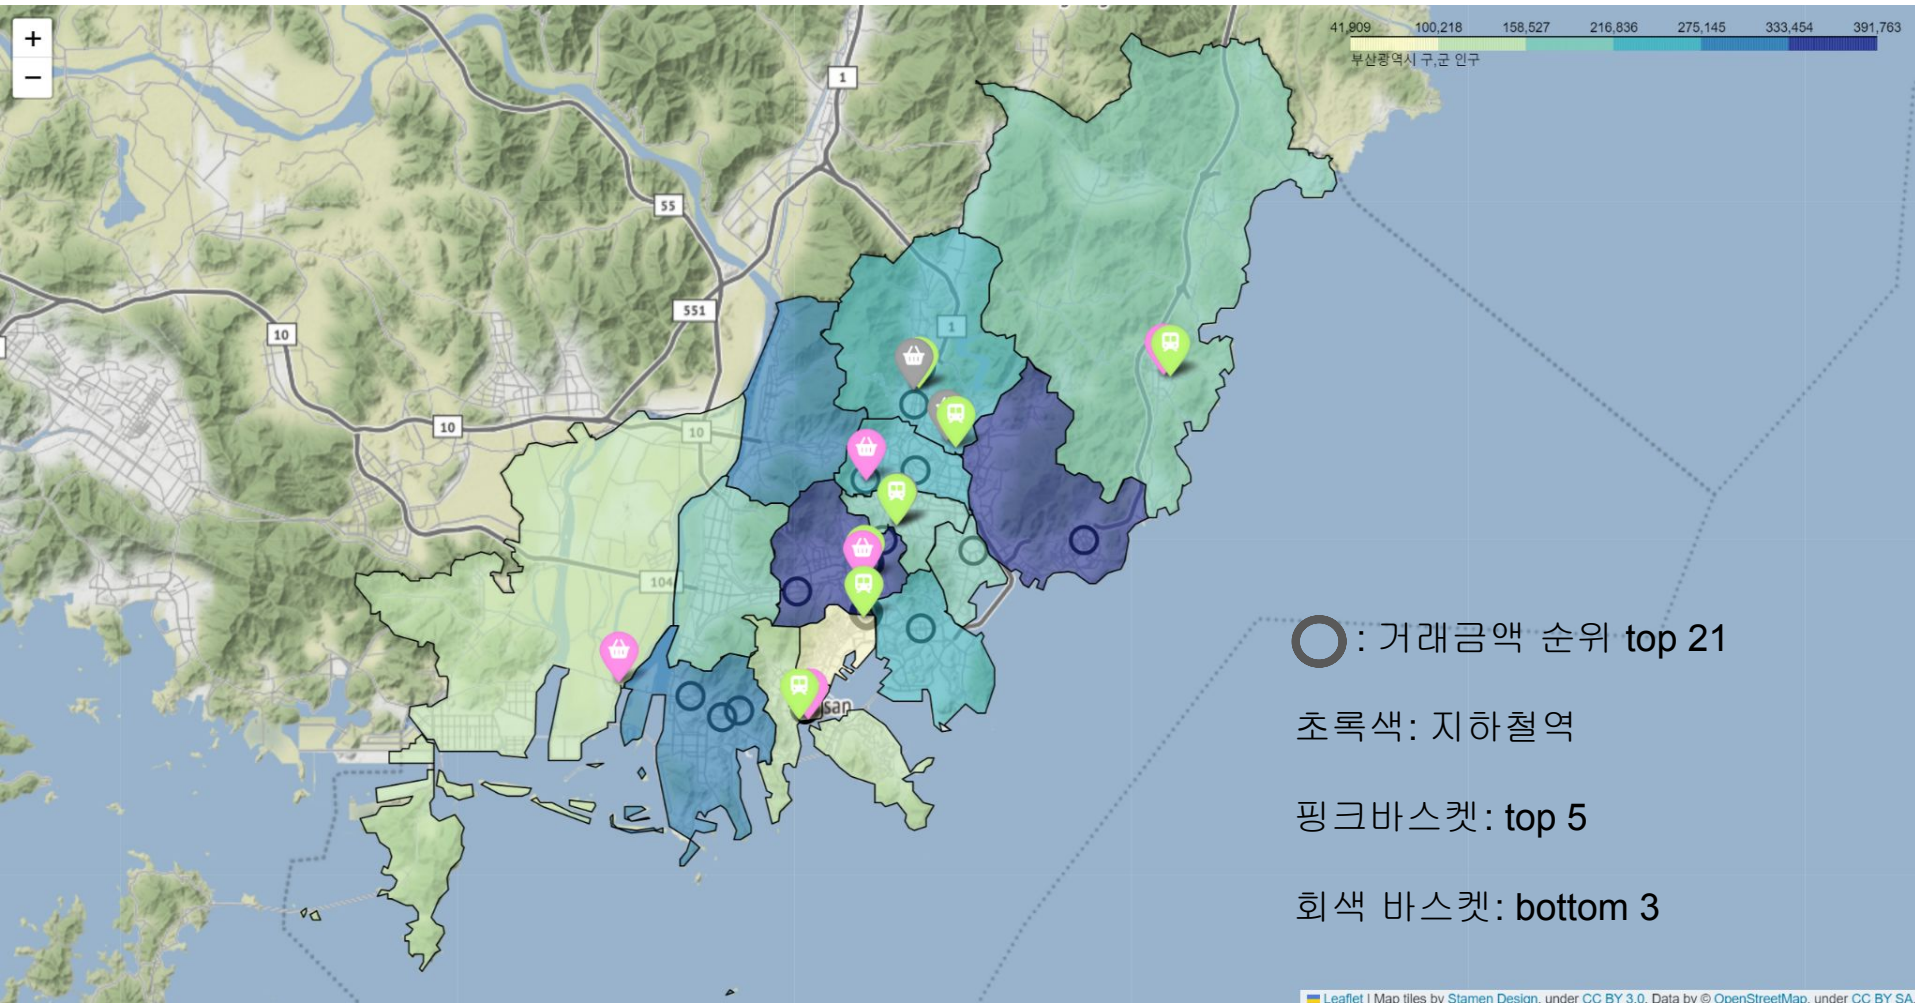 +
−
41,909 100,218 158,527 216,836 275,145 333,454 391,763
부산광역시 구,군 인구
1
55
551
10
1
10
10
104
san
: 거래금액 순위 top 21
초록색: 지하철역
핑크바스켓: top 5
회색 바스켓: bottom 3
Leaflet | Map tiles by Stamen Design, under CC BY 3.0. Data by © OpenStreetMap, under CC BY SA